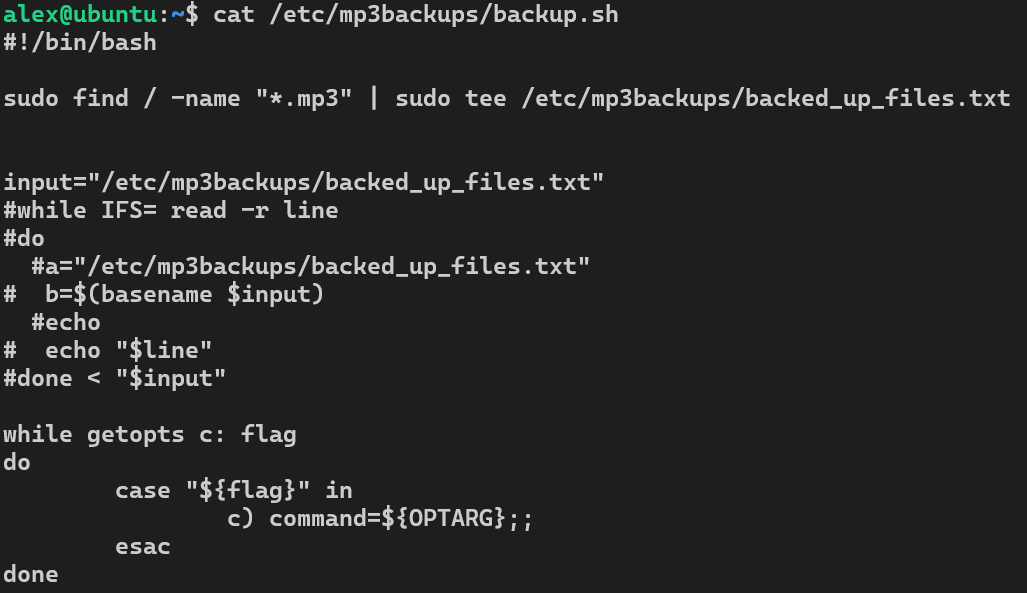 alex@ubuntu:~$ cat /etc/mp3backups/backup.sh
#!/bin/bash

sudo find / -name "*.mp3" | sudo tee /etc/mp3backups/backed_up_files.txt


input="/etc/mp3backups/backed_up_files.txt"
#while IFS= read -r line
#do
  #a="/etc/mp3backups/backed_up_files.txt"
#  b=$(basename $input)
  #echo
#  echo "$line"
#done < "$input"

while getopts c: flag
do
        case "${flag}" in
                c) command=${OPTARG};;
        esac
done